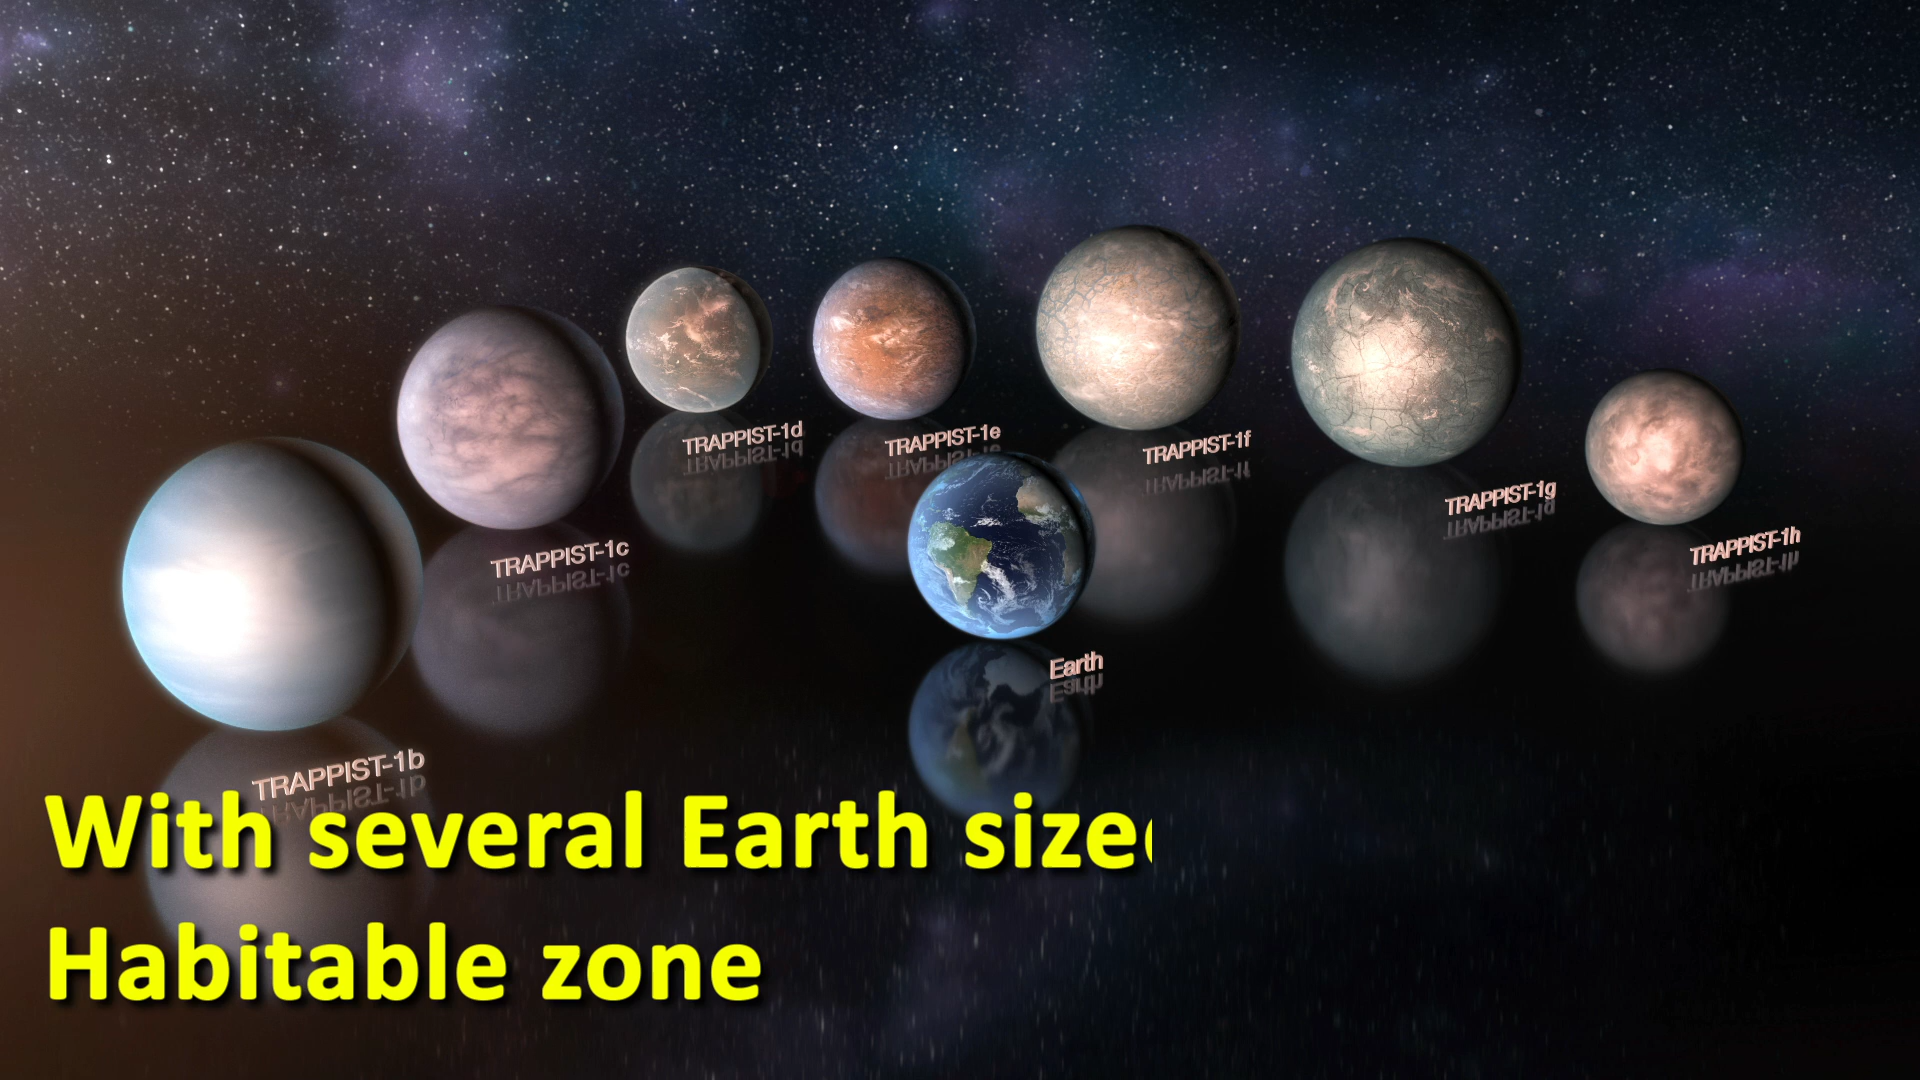 TRAPPIST-1d
TRAPPIST-1e
TRAPPIST-1f
TRAPPIST-1g
TRAPPIST-1c
TRAPPIST-1h
Earth
TRAPPIST-1b
With several Earth size
Habitable zone